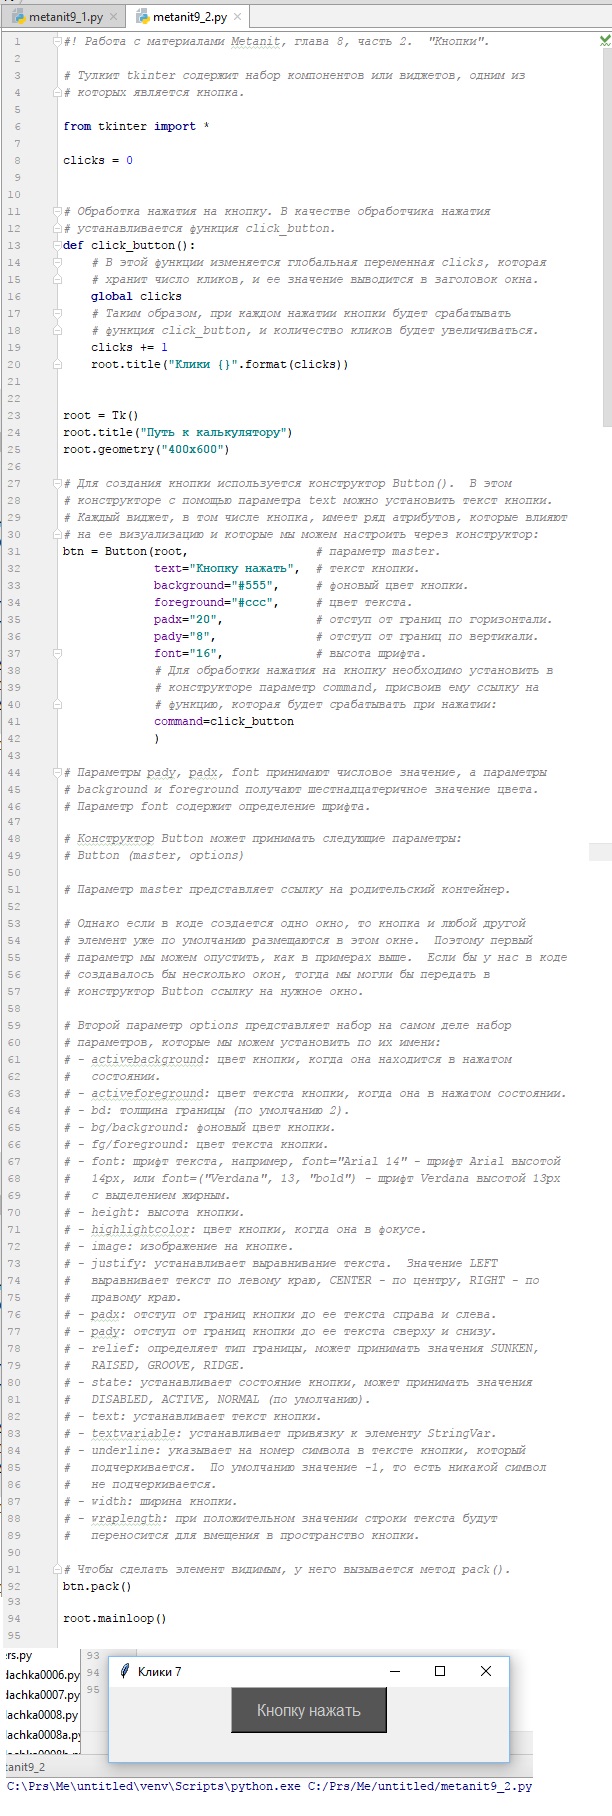 metanit9_1.py × metanit9_2.py ×
1 #! Работа с материалами Metanit, глава 8, часть 2.  "Кнопки".
2
3 # Тулкит tkinter содержит набор компонентов или виджетов, одним из
4 # которых является кнопка.
5
6 from tkinter import *
7
8 clicks = 0
9
10
11 # Обработка нажатия на кнопку. В качестве обработчика нажатия
12 # устанавливается функция click_button.
13 def click_button():
14     # В этой функции изменяется глобальная переменная clicks, которая
15     # хранит число кликов, и ее значение выводится в заголовок окна.
16     global clicks
17     # Таким образом, при каждом нажатии кнопки будет срабатывать
18     # функция click_button, и количество кликов будет увеличиваться.
19     clicks += 1
20     root.title("Клики {}".format(clicks))
21
22
23 root = Tk()
24 root.title("Путь к калькулятору")
25 root.geometry("400x600")
26
27 # Для создания кнопки используется конструктор Button().  В этом
28 # конструкторе с помощью параметра text можно установить текст кнопки.
29 # Каждый виджет, в том числе кнопка, имеет ряд атрибутов, которые влияют
30 # на ее визуализацию и которые мы можем настроить через конструктор:
31 btn = Button(root,                  # параметр master.
32              text="Кнопку нажать",  # текст кнопки.
33              background="#555",     # фоновый цвет кнопки.
34              foreground="#ccc",     # цвет текста.
35              padx="20",             # отступ от границ по горизонтали.
36              pady="8",              # отступ от границ по вертикали.
37              font="16",             # высота шрифта.
38              # Для обработки нажатия на кнопку необходимо установить в
39              # конструкторе параметр command, присвоив ему ссылку на
40              # функцию, которая будет срабатывать при нажатии:
41              command=click_button
42              )
43
44 # Параметры pady, padx, font принимают числовое значение, а параметры
45 # background и foreground получают шестнадцатеричное значение цвета.
46 # Параметр font содержит определение шрифта.
47
48 # Конструктор Button может принимать следующие параметры:
49 # Button (master, options)
50
51 # Параметр master представляет ссылку на родительский контейнер.
52
53 # Однако если в коде создается одно окно, то кнопка и любой другой
54 # элемент уже по умолчанию размещаются в этом окне.  Поэтому первый
55 # параметр мы можем опустить, как в примерах выше.  Если бы у нас в коде
56 # создавалось бы несколько окон, тогда мы могли бы передать в
57 # конструктор Button ссылку на нужное окно.
58
59 # Второй параметр options представляет набор на самом деле набор
60 # параметров, которые мы можем установить по их имени:
61 # - activebackground: цвет кнопки, когда она находится в нажатом
62 #   состоянии.
63 # - activeforeground: цвет текста кнопки, когда она в нажатом состоянии.
64 # - bd: толщина границы (по умолчанию 2).
65 # - bg/background: фоновый цвет кнопки.
66 # - fg/foreground: цвет текста кнопки.
67 # - font: шрифт текста, например, font="Arial 14" - шрифт Arial высотой
68 #   14px, или font=("Verdana", 13, "bold") - шрифт Verdana высотой 13px
69 #   с выделением жирным.
70 # - height: высота кнопки.
71 # - highlightcolor: цвет кнопки, когда она в фокусе.
72 # - image: изображение на кнопке.
73 # - justify: устанавливает выравнивание текста.  Значение LEFT
74 #   выравнивает текст по левому краю, CENTER - по центру, RIGHT - по
75 #   правому краю.
76 # - padx: отступ от границ кнопки до ее текста справа и слева.
77 # - pady: отступ от границ кнопки до ее текста сверху и снизу.
78 # - relief: определяет тип границы, может принимать значения SUNKEN,
79 #   RAISED, GROOVE, RIDGE.
80 # - state: устанавливает состояние кнопки, может принимать значения
81 #   DISABLED, ACTIVE, NORMAL (по умолчанию).
82 # - text: устанавливает текст кнопки.
83 # - textvariable: устанавливает привязку к элементу StringVar.
84 # - underline: указывает на номер символа в тексте кнопки, который
85 #   подчеркивается.  По умолчанию значение -1, то есть никакой символ
86 #   не подчеркивается.
87 # - width: ширина кнопки.
88 # - wraplength: при положительном значении строки текста будут
89 #   переносится для вмещения в пространство кнопки.
90
91 # Чтобы сделать элемент видимым, у него вызывается метод pack().
92 btn.pack()
93
94 root.mainloop()
95
ers.py 93
dachka0006.py 94 Клики 7
dachka0007.py 95
dachka0008.py Кнопку нажать
dachka0008a.py
dachka0008b.py
tanit9_2
C:\Prs\Me\untitled\venv\Scripts\python.exe C:/Prs/Me/untitled/metanit9_2.py